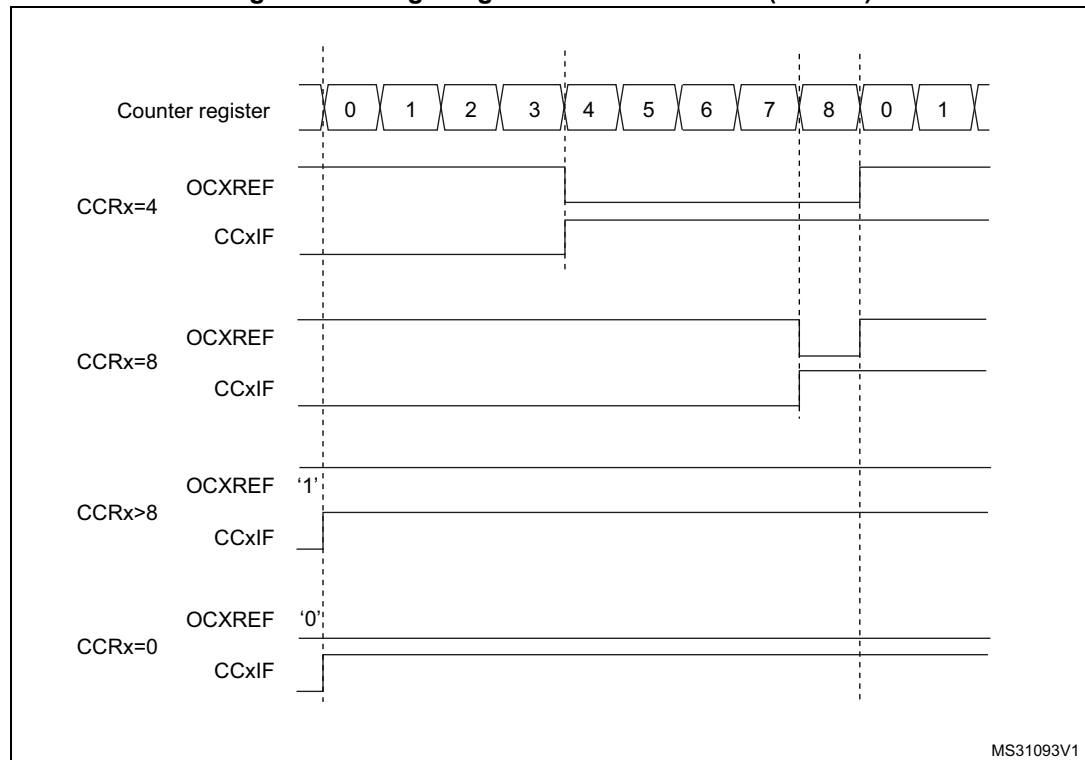 Counter register 0 1 2 3 4 5 6 7 8 0 1
OCXREF
CCRx=4
CCxIF
OCXREF
CCRx=8
CCxIF
OCXREF ‘1’
CCRx>8
CCxIF
OCXREF ‘0’
CCRx=0
CCxIF
MS31093V1